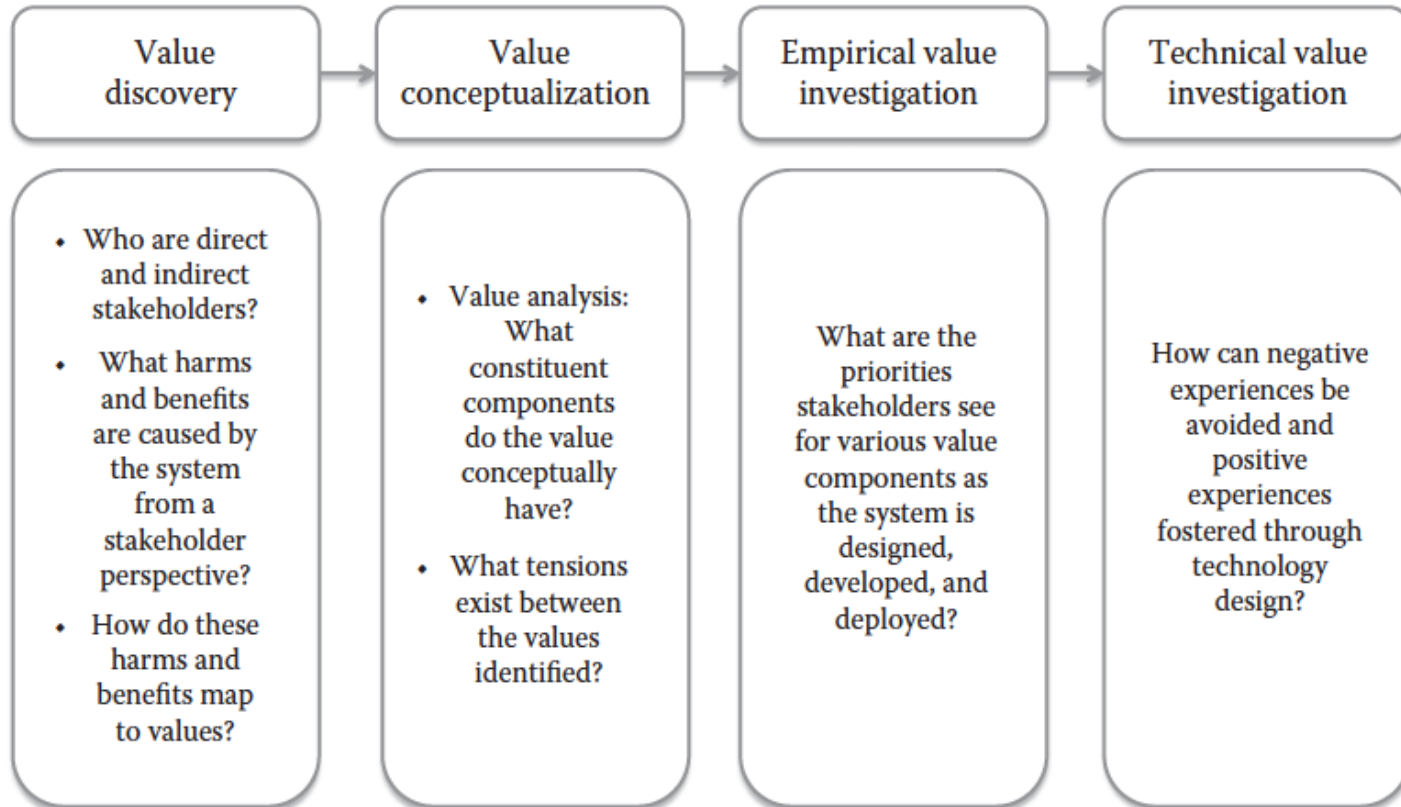 Value
discovery
Value
conceptualization
Empirical value
investigation
Technical value
investigation
• Who are direct
and indirect
stakeholders?
• What harms
and benefits
are caused by
the system
from a
stakeholder
perspective?
• How do these
harms and
benefits map
to values?
• Value analysis:
What
constituent
components
do the value
conceptually
have?
• What tensions
exist between
the values
identified?
What are the
priorities
stakeholders see
for various value
components as
the system is
designed,
developed, and
deployed?
How can negative
experiences be
avoided and
positive
experiences
fostered through
technology
design?